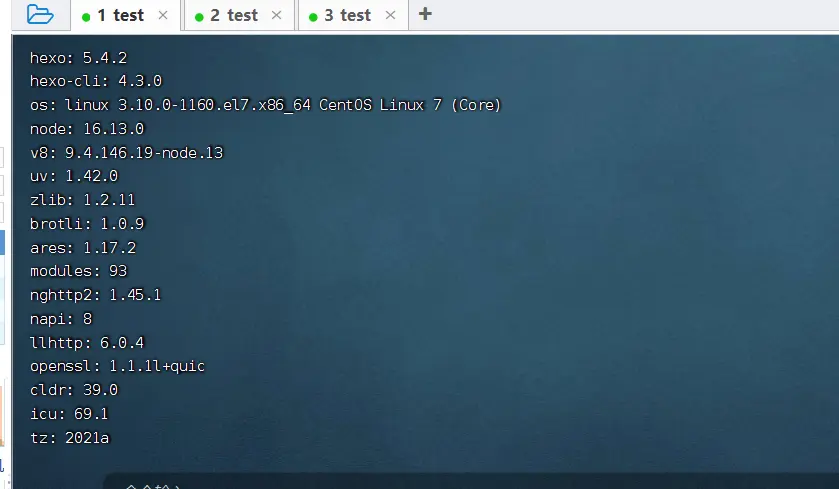 1 test × 2 test × 3 test × +
hexo: 5.4.2
hexo-cli: 4.3.0
os: linux 3.10.0-1160.el7.x86_64 CentOS Linux 7 (Core)
node: 16.13.0
v8: 9.4.146.19-node.13
uv: 1.42.0
zlib: 1.2.11
brotli: 1.0.9
ares: 1.17.2
modules: 93
nghttp2: 1.45.1
napi: 8
llhttp: 6.0.4
openssl: 1.1.1l+quic
cldr: 39.0
icu: 69.1
tz: 2021a